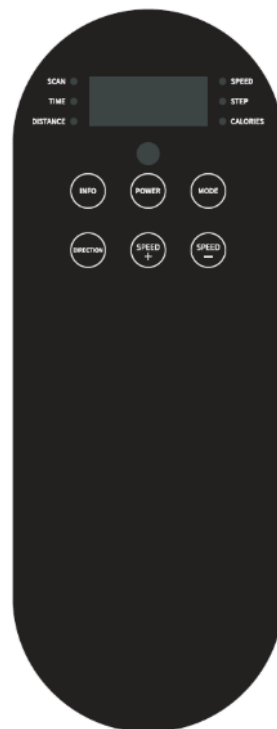 SCAN SPEED
TIME STEP
DISTANCE CALORIES
INFO POWER MODE
DIRECTION SPEED + SPEED −